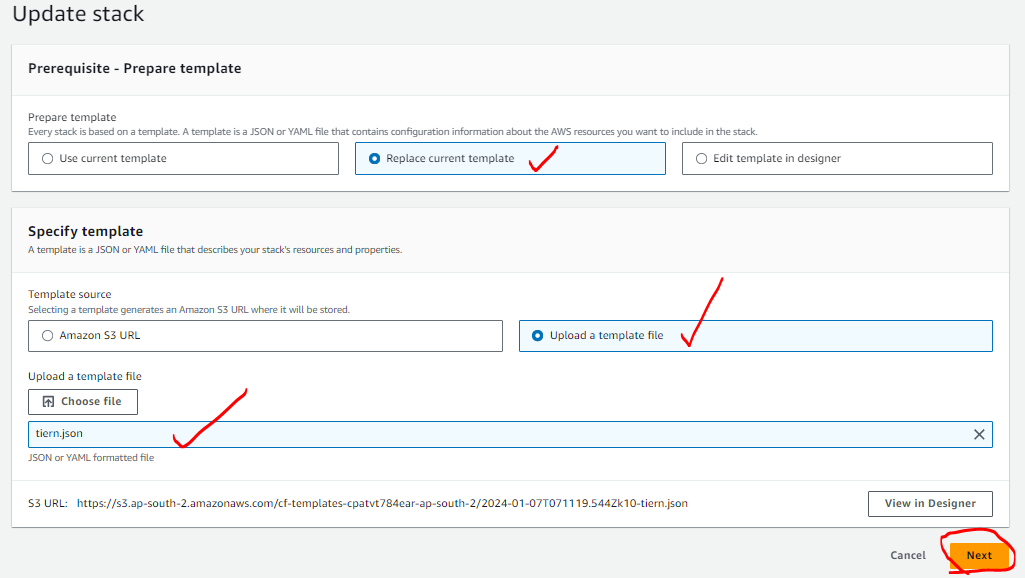 Update stack
Prerequisite - Prepare template
Prepare template
Every stack is based on a template. A template is a JSON or YAML file that contains configuration information about the AWS resources you want to include in the stack.
Use current template
Replace current template
Edit template in designer
Specify template
A template is a JSON or YAML file that describes your stack's resources and properties.
Template source
Selecting a template generates an Amazon S3 URL where it will be stored.
Amazon S3 URL
Upload a template file
Upload a template file
Choose file
tiern.json
JSON or YAML formatted file
S3 URL: https://s3.ap-south-2.amazonaws.com/cf-templates-cpatvt784ear-ap-south-2/2024-01-07T071119.544Zk10-tiern.json
View in Designer
Cancel
Next